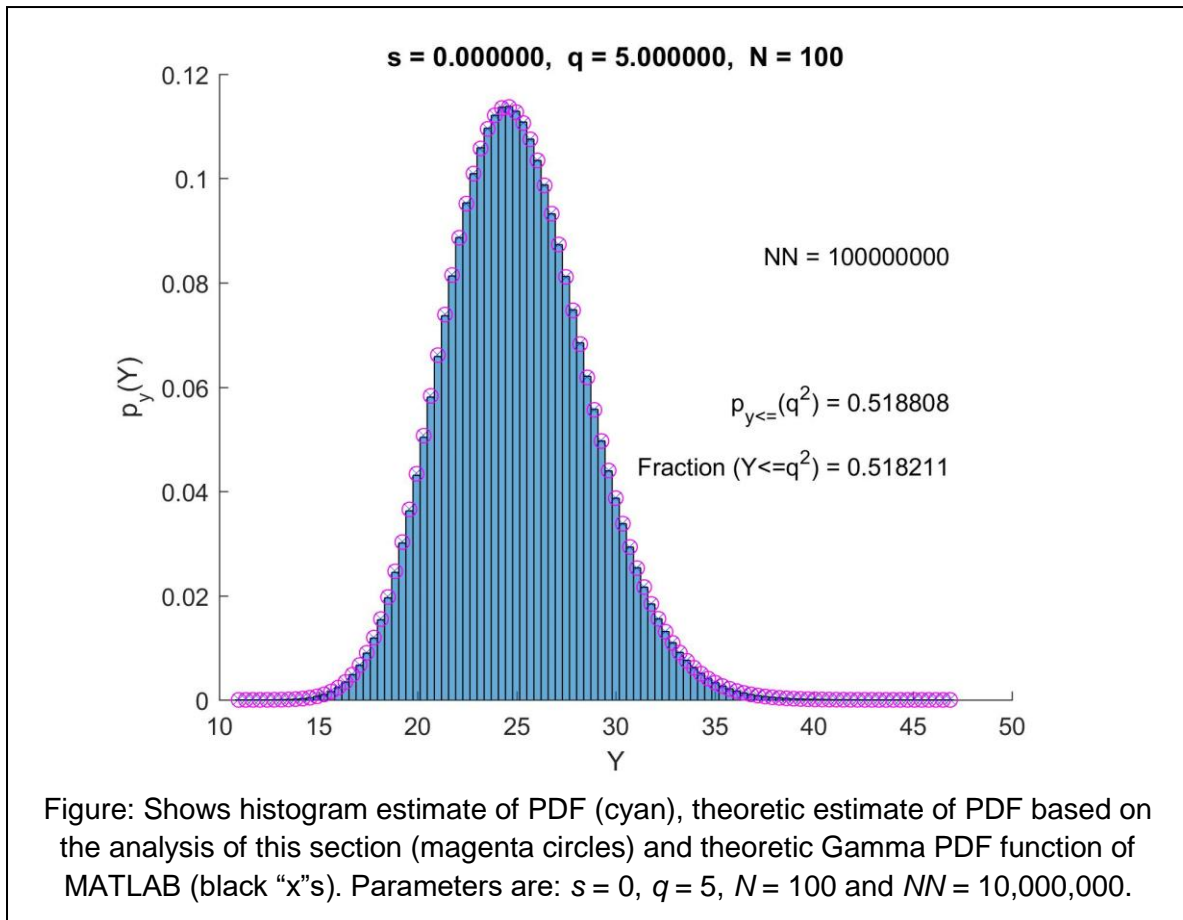 s = 0.000000, q = 5.000000, N = 100
0.12
0.1
0.08
0.06
0.04
0.02
0
p_y(Y)
NN = 100000000
p_{y<=}(q^2) = 0.518808
Fraction (Y<=q^2) = 0.518211
10 15 20 25 30 35 40 45 50
Y
Figure: Shows histogram estimate of PDF (cyan), theoretic estimate of PDF based on
the analysis of this section (magenta circles) and theoretic Gamma PDF function of
MATLAB (black “x”s). Parameters are: s = 0, q = 5, N = 100 and NN = 10,000,000.